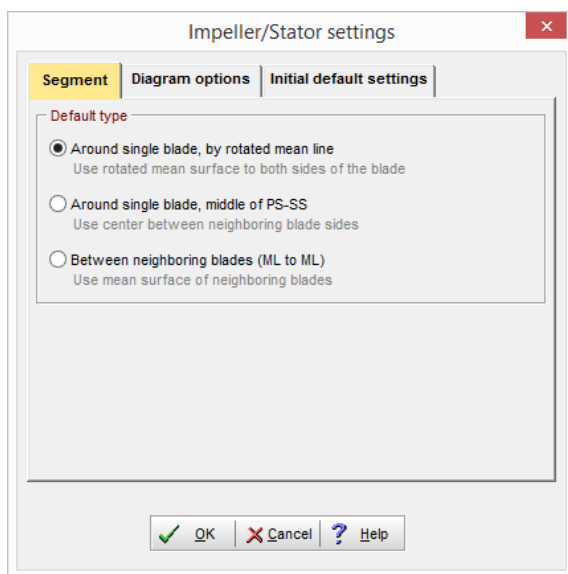 Impeller/Stator settings
Segment
Diagram options
Initial default settings
Default type
Around single blade, by rotated mean line
Use rotated mean surface to both sides of the blade
Around single blade, middle of PS-SS
Use center between neighboring blade sides
Between neighboring blades (ML to ML)
Use mean surface of neighboring blades
OK
Cancel
? Help